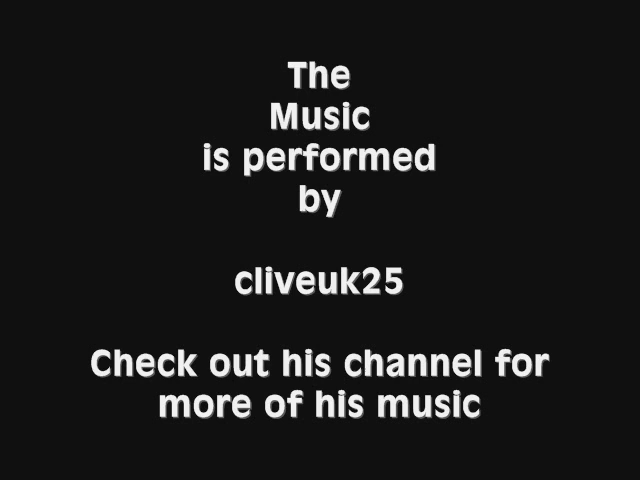 The
Music
is performed
by
cliveuk25
Check out his channel for
more of his music